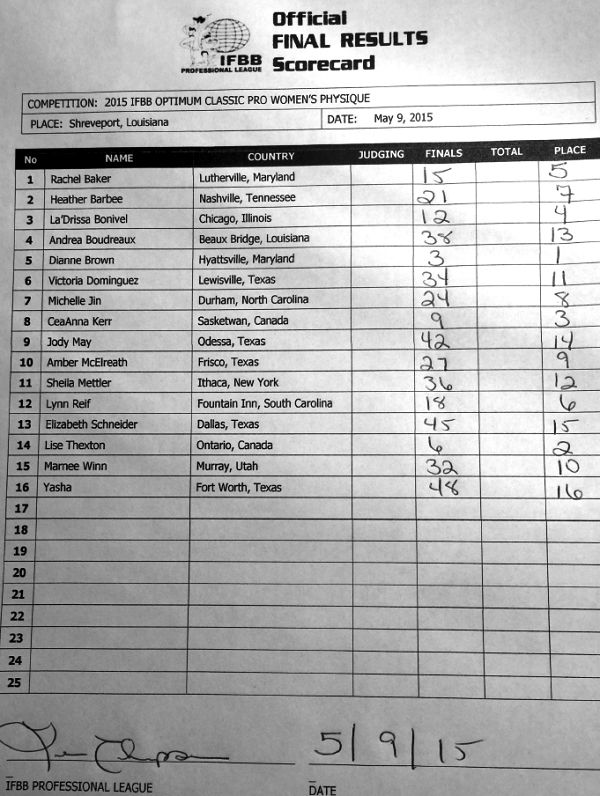 Official
FINAL RESULTS
Scorecard
IFBB
PROFESSIONAL LEAGUE
COMPETITION: 2015 IFBB OPTIMUM CLASSIC PRO WOMEN'S PHYSIQUE
PLACE: Shreveport, Louisiana DATE: May 9, 2015
No NAME COUNTRY JUDGING FINALS TOTAL PLACE
1 Rachel Baker Lutherville, Maryland 15 5
2 Heather Barbee Nashville, Tennessee 21 7
3 La'Drissa Bonivel Chicago, Illinois 12 4
4 Andrea Boudreaux Beaux Bridge, Louisiana 38 13
5 Dianne Brown Hyattsville, Maryland 3 1
6 Victoria Dominguez Lewisville, Texas 34 11
7 Michelle Jin Durham, North Carolina 24 8
8 CeaAnna Kerr Sasketwan, Canada 9 3
9 Jody May Odessa, Texas 42 14
10 Amber McElreath Frisco, Texas 27 9
11 Sheila Mettler Ithaca, New York 36 12
12 Lynn Reif Fountain Inn, South Carolina 18 6
13 Elizabeth Schneider Dallas, Texas 45 15
14 Lise Thexton Ontario, Canada 6 2
15 Marnee Winn Murray, Utah 32 10
16 Yasha Fort Worth, Texas 48 16
17
18
19
20
21
22
23
24
25
5/9/15
IFBB PROFESSIONAL LEAGUE DATE